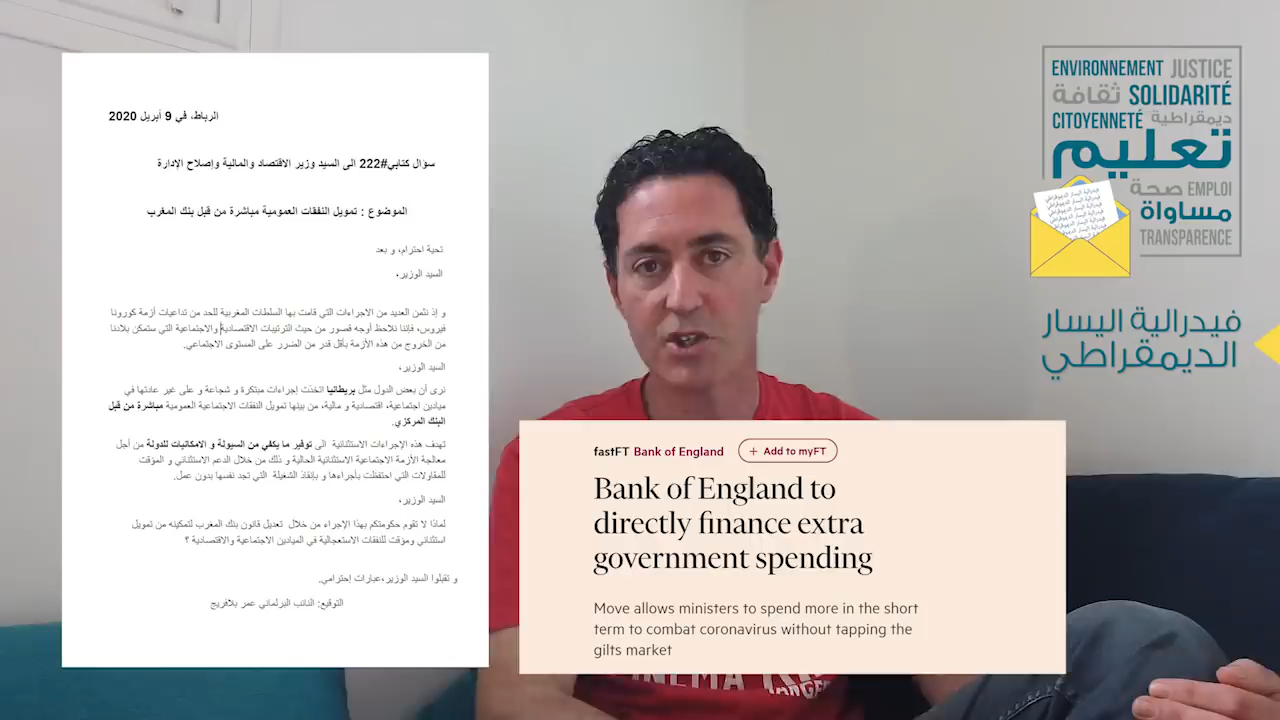 الرباط، في 9 أبريل 2020
سؤال كتابي#222 الى السيد وزير الاقتصاد والمالية وإصلاح الإدارة
الموضوع : تمويل النفقات العمومية مباشرة من قبل بنك المغرب
تحية احترام، و بعد
السيد الوزير،
و إذ نثمن العديد من الاجراءات التي قامت بها السلطات المغربية للحد من تداعيات أزمة كورونا
فيروس، فإننا نلاحظ أوجه قصور من حيث الترتيبات الاقتصادية والاجتماعية التي ستمكن بلادنا
من الخروج من هذه الأزمة بأقل قدر من الضرر على المستوى الاجتماعي.
السيد الوزير،
نرى أن بعض الدول مثل بريطانيا اتخذت إجراءات مبتكرة و شجاعة و على غير عادتها في
ميادين اجتماعية، اقتصادية و مالية، من بينها تمويل النفقات الاجتماعية العمومية مباشرة من قبل
البنك المركزي.
تهدف هذه الإجراءات الاستثنائية الى توفير ما يكفي من السيولة و الامكانيات للدولة من أجل
معالجة الأزمة الاجتماعية الاستثنائية الحالية و ذلك من خلال الدعم الاستثنائي و المؤقت
للمقاولات التي احتفظت بأجراءها و بإنقاذ الشغيلة التي تجد نفسها بدون عمل.
السيد الوزير،
لماذا لا تقوم حكومتكم بهذا الإجراء من خلال تعديل قانون بنك المغرب لتمكينه من تمويل
استثنائي ومؤقت للنفقات الاستعجالية في الميادين الاجتماعية والاقتصادية ؟
و تقبلوا السيد الوزير،عبارات إحترامي.
التوقيع: النائب البرلماني عمر بلافريج
fastFT Bank of England
+ Add to myFT
Bank of England to
directly finance extra
government spending
Move allows ministers to spend more in the short
term to combat coronavirus without tapping the
gilts market
ENVIRONNEMENT JUSTICE
ثقافة SOLIDARITÉ
CITOYENNETÉ ديمقراطية
تعليم
صحة EMPLOI
مساواة
TRANSPARENCE
فيدرالية اليسار
الديمقراطي